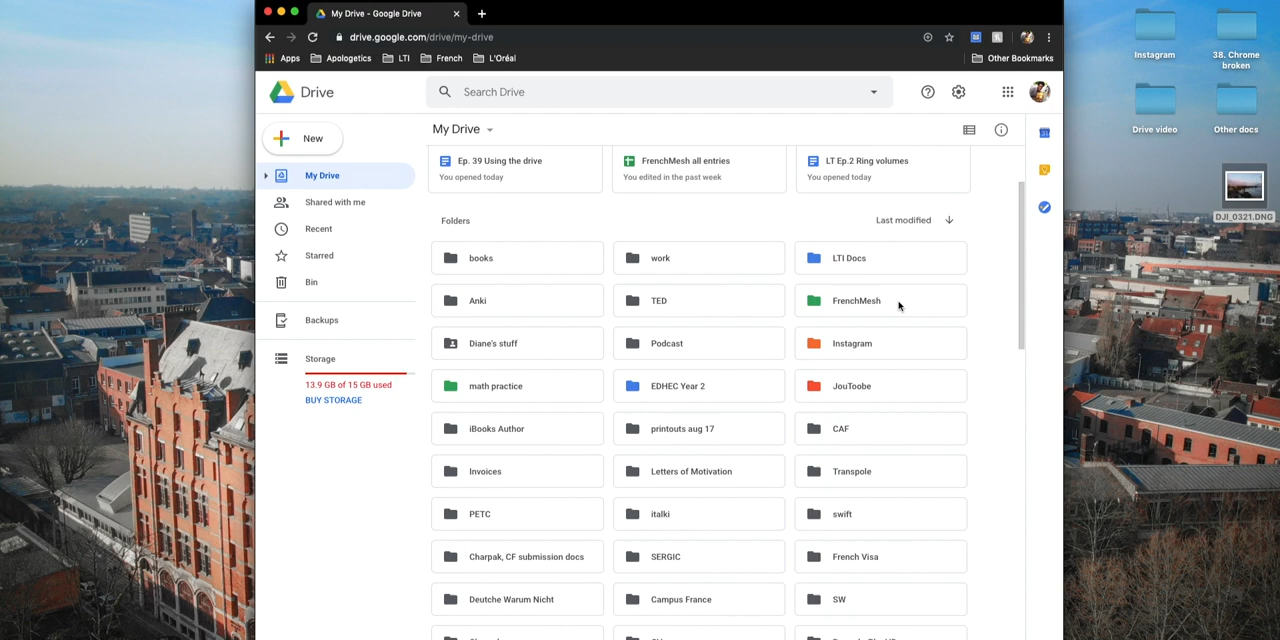 My Drive - Google Drive
drive.google.com/drive/my-drive
Apps
Apologetics
LTI
French
L'Oréal
Other Bookmarks
Drive
Search Drive
New
My Drive
Shared with me
Recent
Starred
Bin
Backups
Storage
13.9 GB of 15 GB used
BUY STORAGE
My Drive
Ep. 39 Using the drive
You opened today
FrenchMesh all entries
You edited in the past week
LT Ep.2 Ring volumes
You opened today
Folders
Last modified
books
work
LTI Docs
Anki
TED
FrenchMesh
Diane's stuff
Podcast
Instagram
math practice
EDHEC Year 2
JouToobe
iBooks Author
printouts aug 17
CAF
Invoices
Letters of Motivation
Transpole
PETC
italki
swift
Charpak, CF submission docs
SERGIC
French Visa
Deutche Warum Nicht
Campus France
SW
Instagram
38. Chrome
broken
Drive video
Other docs
DJI_0321.DNG